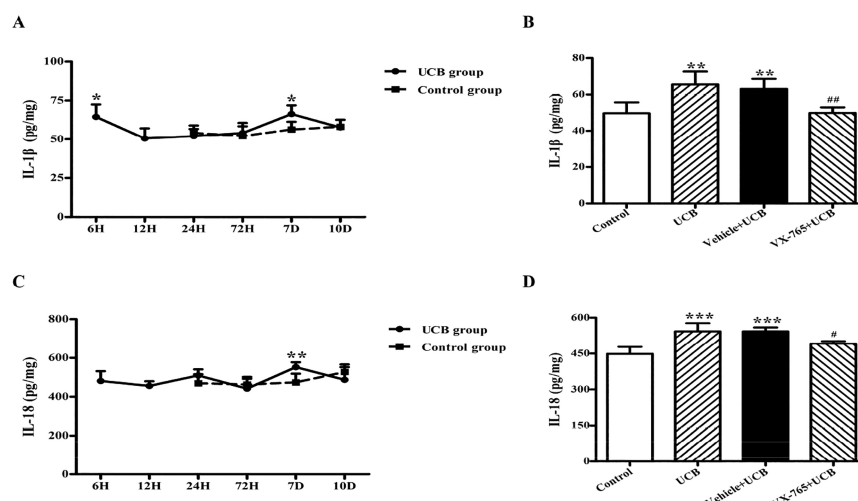 A
IL-1β (pg/mg)
100
75
50
25
0
*
*
6H 12H 24H 72H 7D 10D
UCB group
Control group
B
IL-1β (pg/mg)
80
60
40
20
0
**
**
##
Control
UCB
Vehicle+UCB
VX-765+UCB
C
IL-18 (pg/mg)
800
600
400
200
0
**
6H 12H 24H 72H 7D 10D
UCB group
Control group
D
IL-18 (pg/mg)
600
450
300
150
0
***
***
#
Control
UCB
Vehicle+UCB
VX-765+UCB